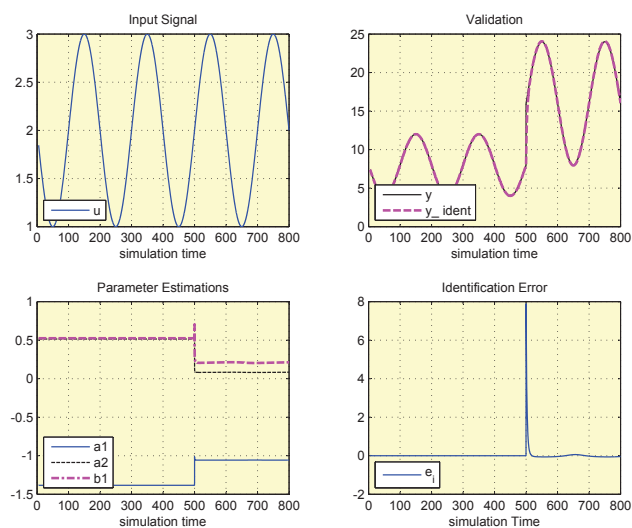 Input Signal
3
2.5
2
1.5
1
u
0 100 200 300 400 500 600 700 800
simulation time
Validation
25
20
15
10
5
0
y
y_ ident
0 100 200 300 400 500 600 700 800
simulation time
Parameter Estimations
1
0.5
0
-0.5
-1
-1.5
a1
a2
b1
0 100 200 300 400 500 600 700 800
simulation time
Identification Error
8
6
4
2
0
-2
e_i
0 100 200 300 400 500 600 700 800
simulation Time